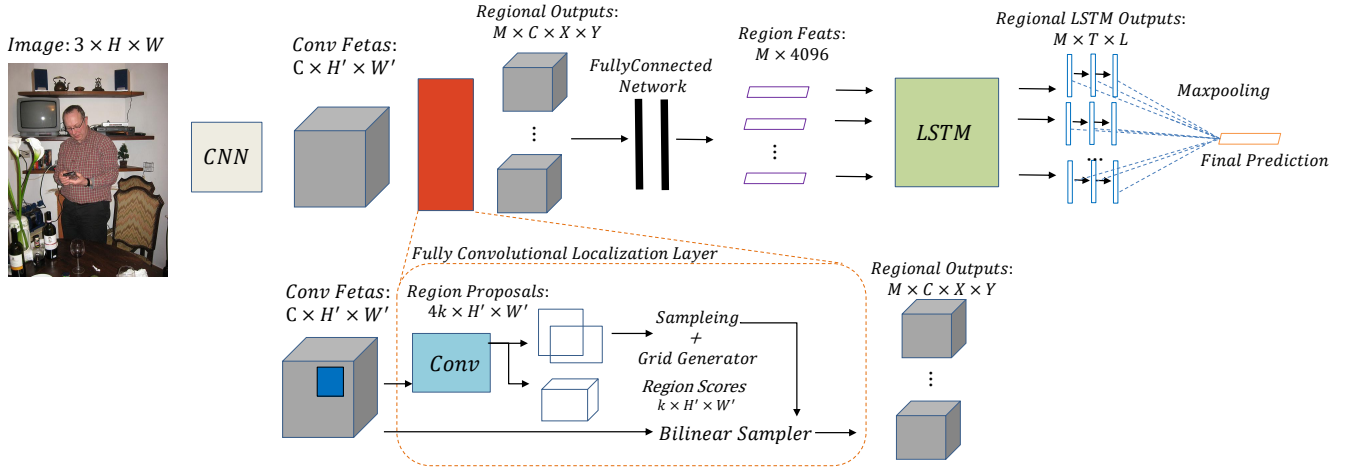 Image: 3 × H × W
CNN
Conv Fetas:
C × H′ × W′
Regional Outputs:
M × C × X × Y
FullyConnected
Network
Region Feats:
M × 4096
LSTM
Regional LSTM Outputs:
M × T × L
Maxpooling
Final Prediction
Fully Convolutional Localization Layer
Conv Fetas:
C × H′ × W′
Region Proposals:
4k × H′ × W′
Conv
Sampleing
+
Grid Generator
Region Scores
k × H′ × W′
Bilinear Sampler
Regional Outputs:
M × C × X × Y